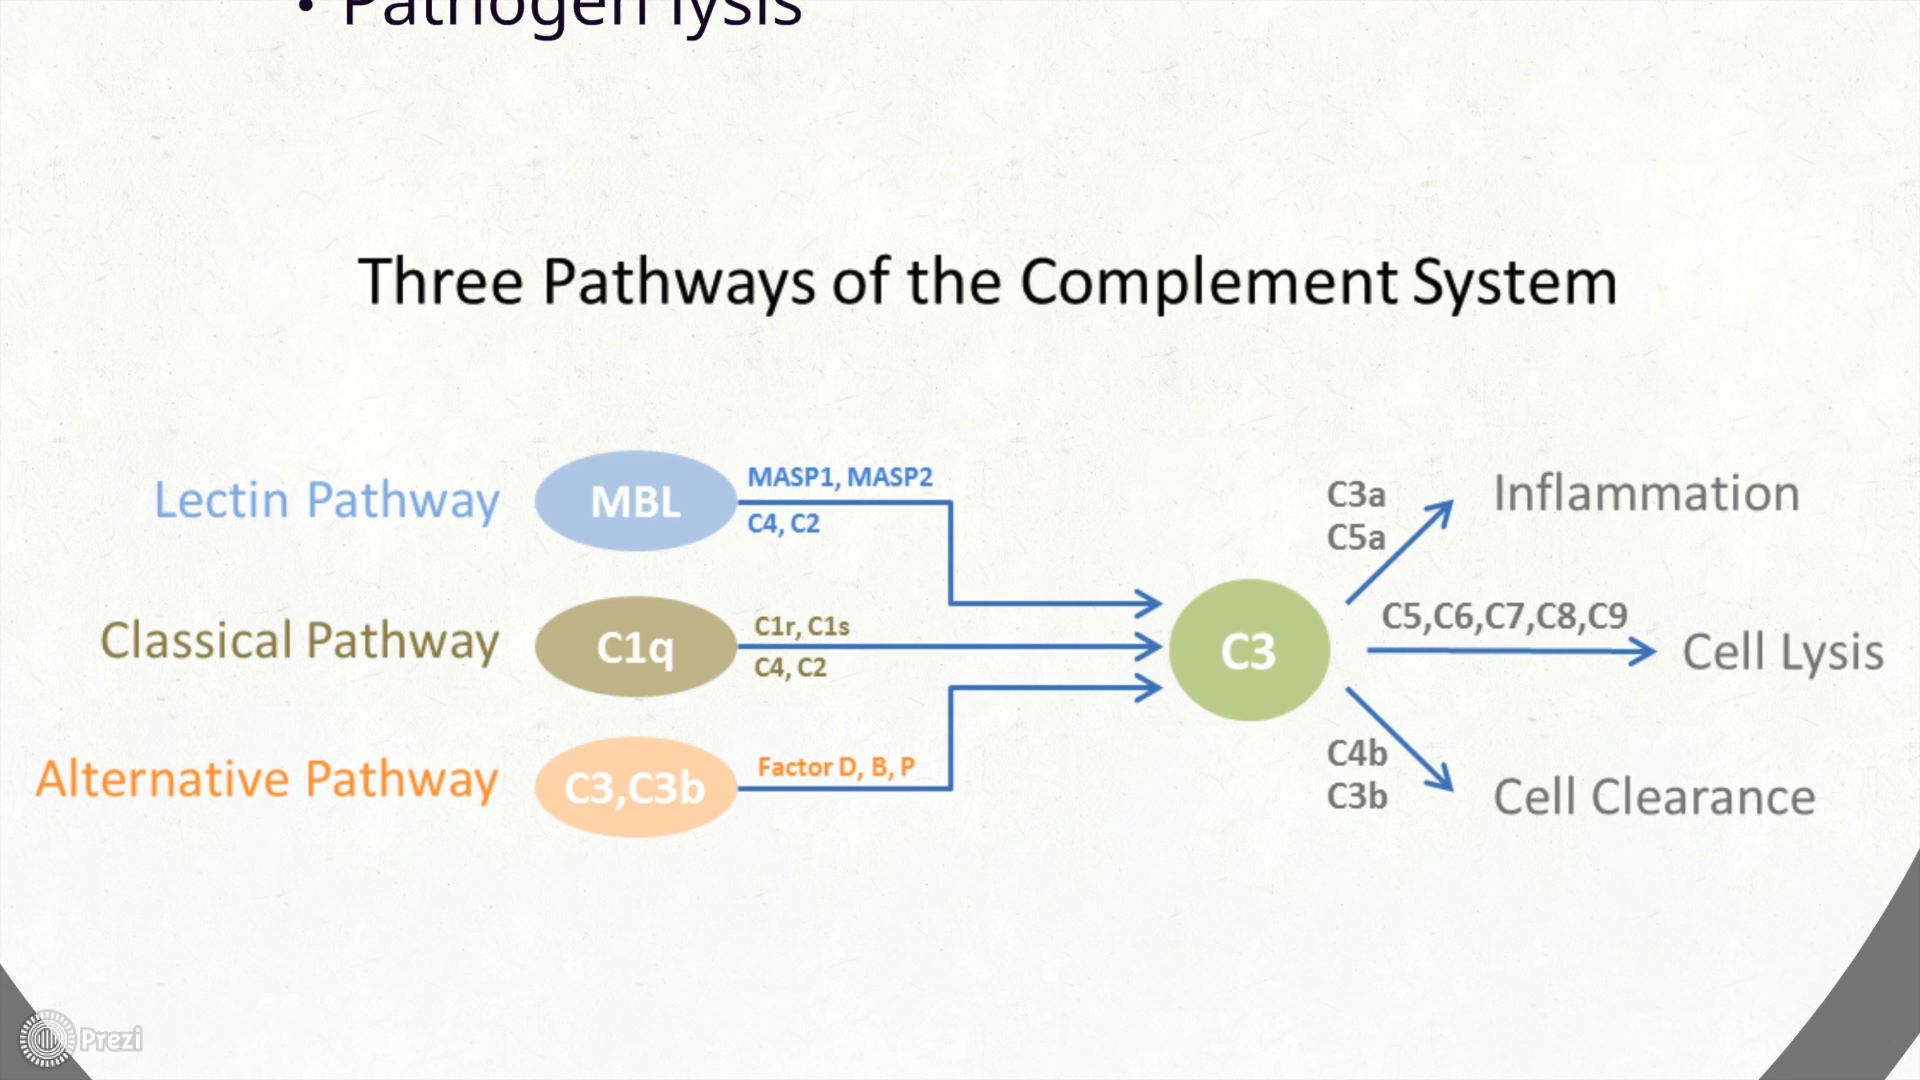 • Pathogen lysis
Three Pathways of the Complement System
Lectin Pathway
MBL
MASP1, MASP2
C4, C2
Classical Pathway
C1q
C1r, C1s
C4, C2
Alternative Pathway
C3,C3b
Factor D, B, P
C3
C3a
C5a
Inflammation
C5,C6,C7,C8,C9
Cell Lysis
C4b
C3b
Cell Clearance
Prezi